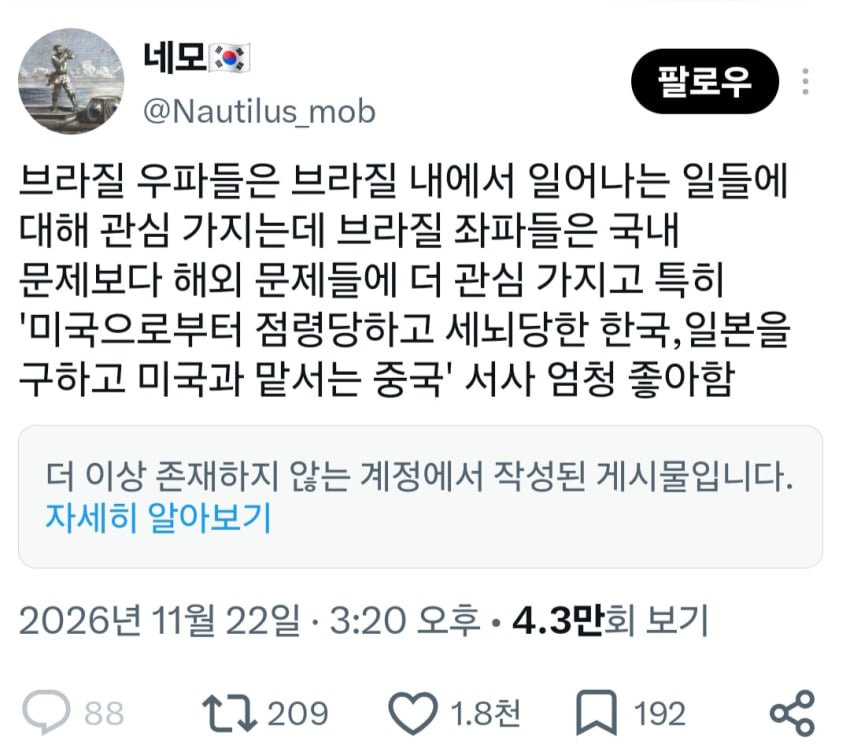 네모🇰🇷
팔로우
@Nautilus_mob
브라질 우파들은 브라질 내에서 일어나는 일들에
대해 관심 가지는데 브라질 좌파들은 국내
문제보다 해외 문제들에 더 관심 가지고 특히
'미국으로부터 점령당하고 세뇌당한 한국,일본을
구하고 미국과 맡서는 중국' 서사 엄청 좋아함
더 이상 존재하지 않는 계정에서 작성된 게시물입니다.
자세히 알아보기
2026년 11월 22일 · 3:20 오후 • 4.3만회 보기
88 209 1.8천 192